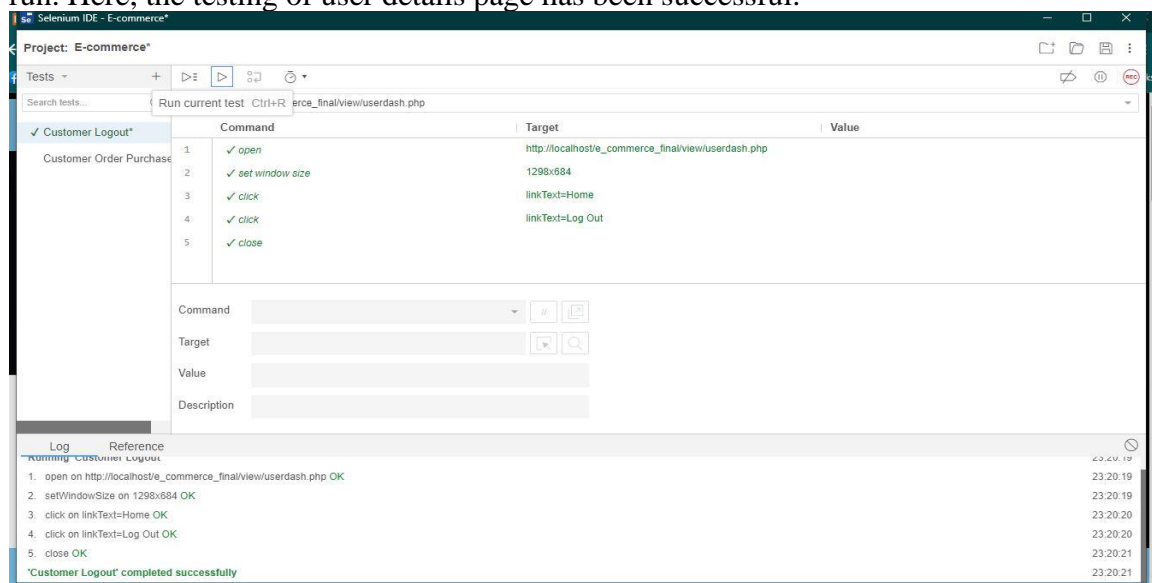 run. Here, the testing of user details page has been successful.
Selenium IDE - E-commerce*
Project: E-commerce*
Tests
Search tests...
Run current test Ctrl+R erce_final/view/userdash.php
Command Target Value
✓ Customer Logout*
Customer Order Purchase
1 ✓ open http://localhost/e_commerce_final/view/userdash.php
2 ✓ set window size 1298x684
3 ✓ click linkText=Home
4 ✓ click linkText=Log Out
5 ✓ close
Command
Target
Value
Description
Log Reference
Running 'Customer Logout' 23:20:19
1. open on http://localhost/e_commerce_final/view/userdash.php OK 23:20:19
2. setWindowSize on 1298x684 OK 23:20:19
3. click on linkText=Home OK 23:20:20
4. click on linkText=Log Out OK 23:20:20
5. close OK 23:20:21
'Customer Logout' completed successfully 23:20:21